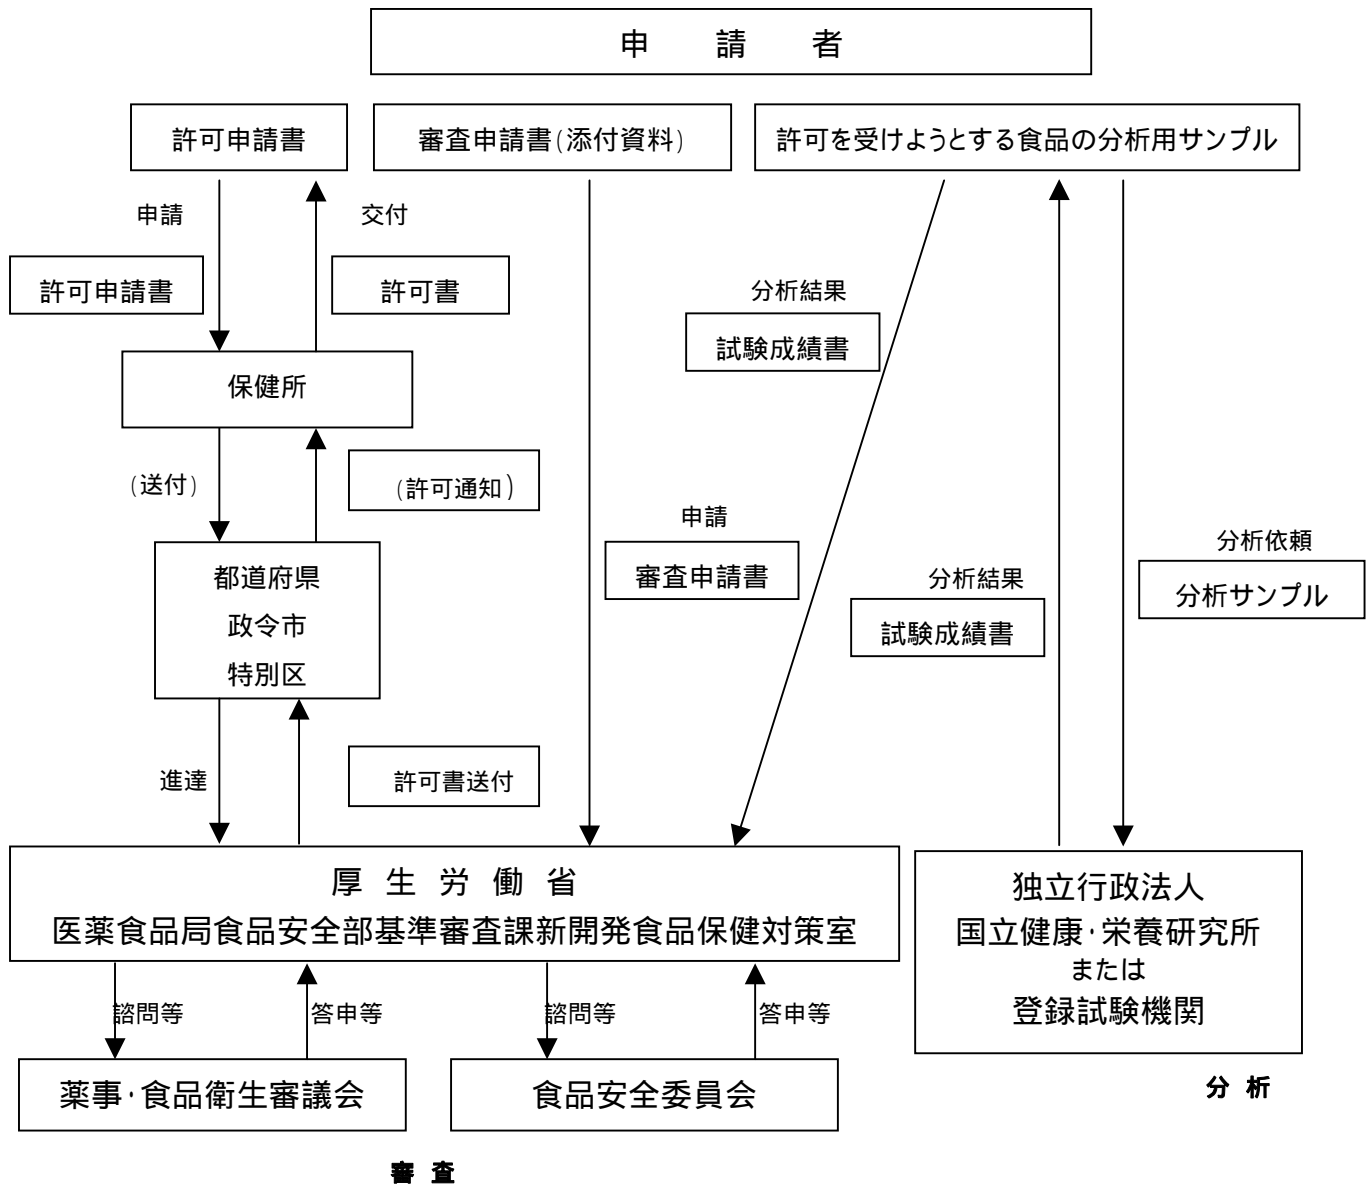 申 請 者
許可申請書
審査申請書(添付資料)
許可を受けようとする食品の分析用サンプル
申請
交付
許可申請書
許可書
分析結果
試験成績書
保健所
(送付)
(許可通知)
申請
審査申請書
分析結果
試験成績書
分析依頼
分析サンプル
都道府県
政令市
特別区
進達
許可書送付
厚 生 労 働 省
医薬食品局食品安全部基準審査課新開発食品保健対策室
独立行政法人
国立健康・栄養研究所
または
登録試験機関
諮問等
答申等
諮問等
答申等
薬事・食品衛生審議会
食品安全委員会
分 析
審 査